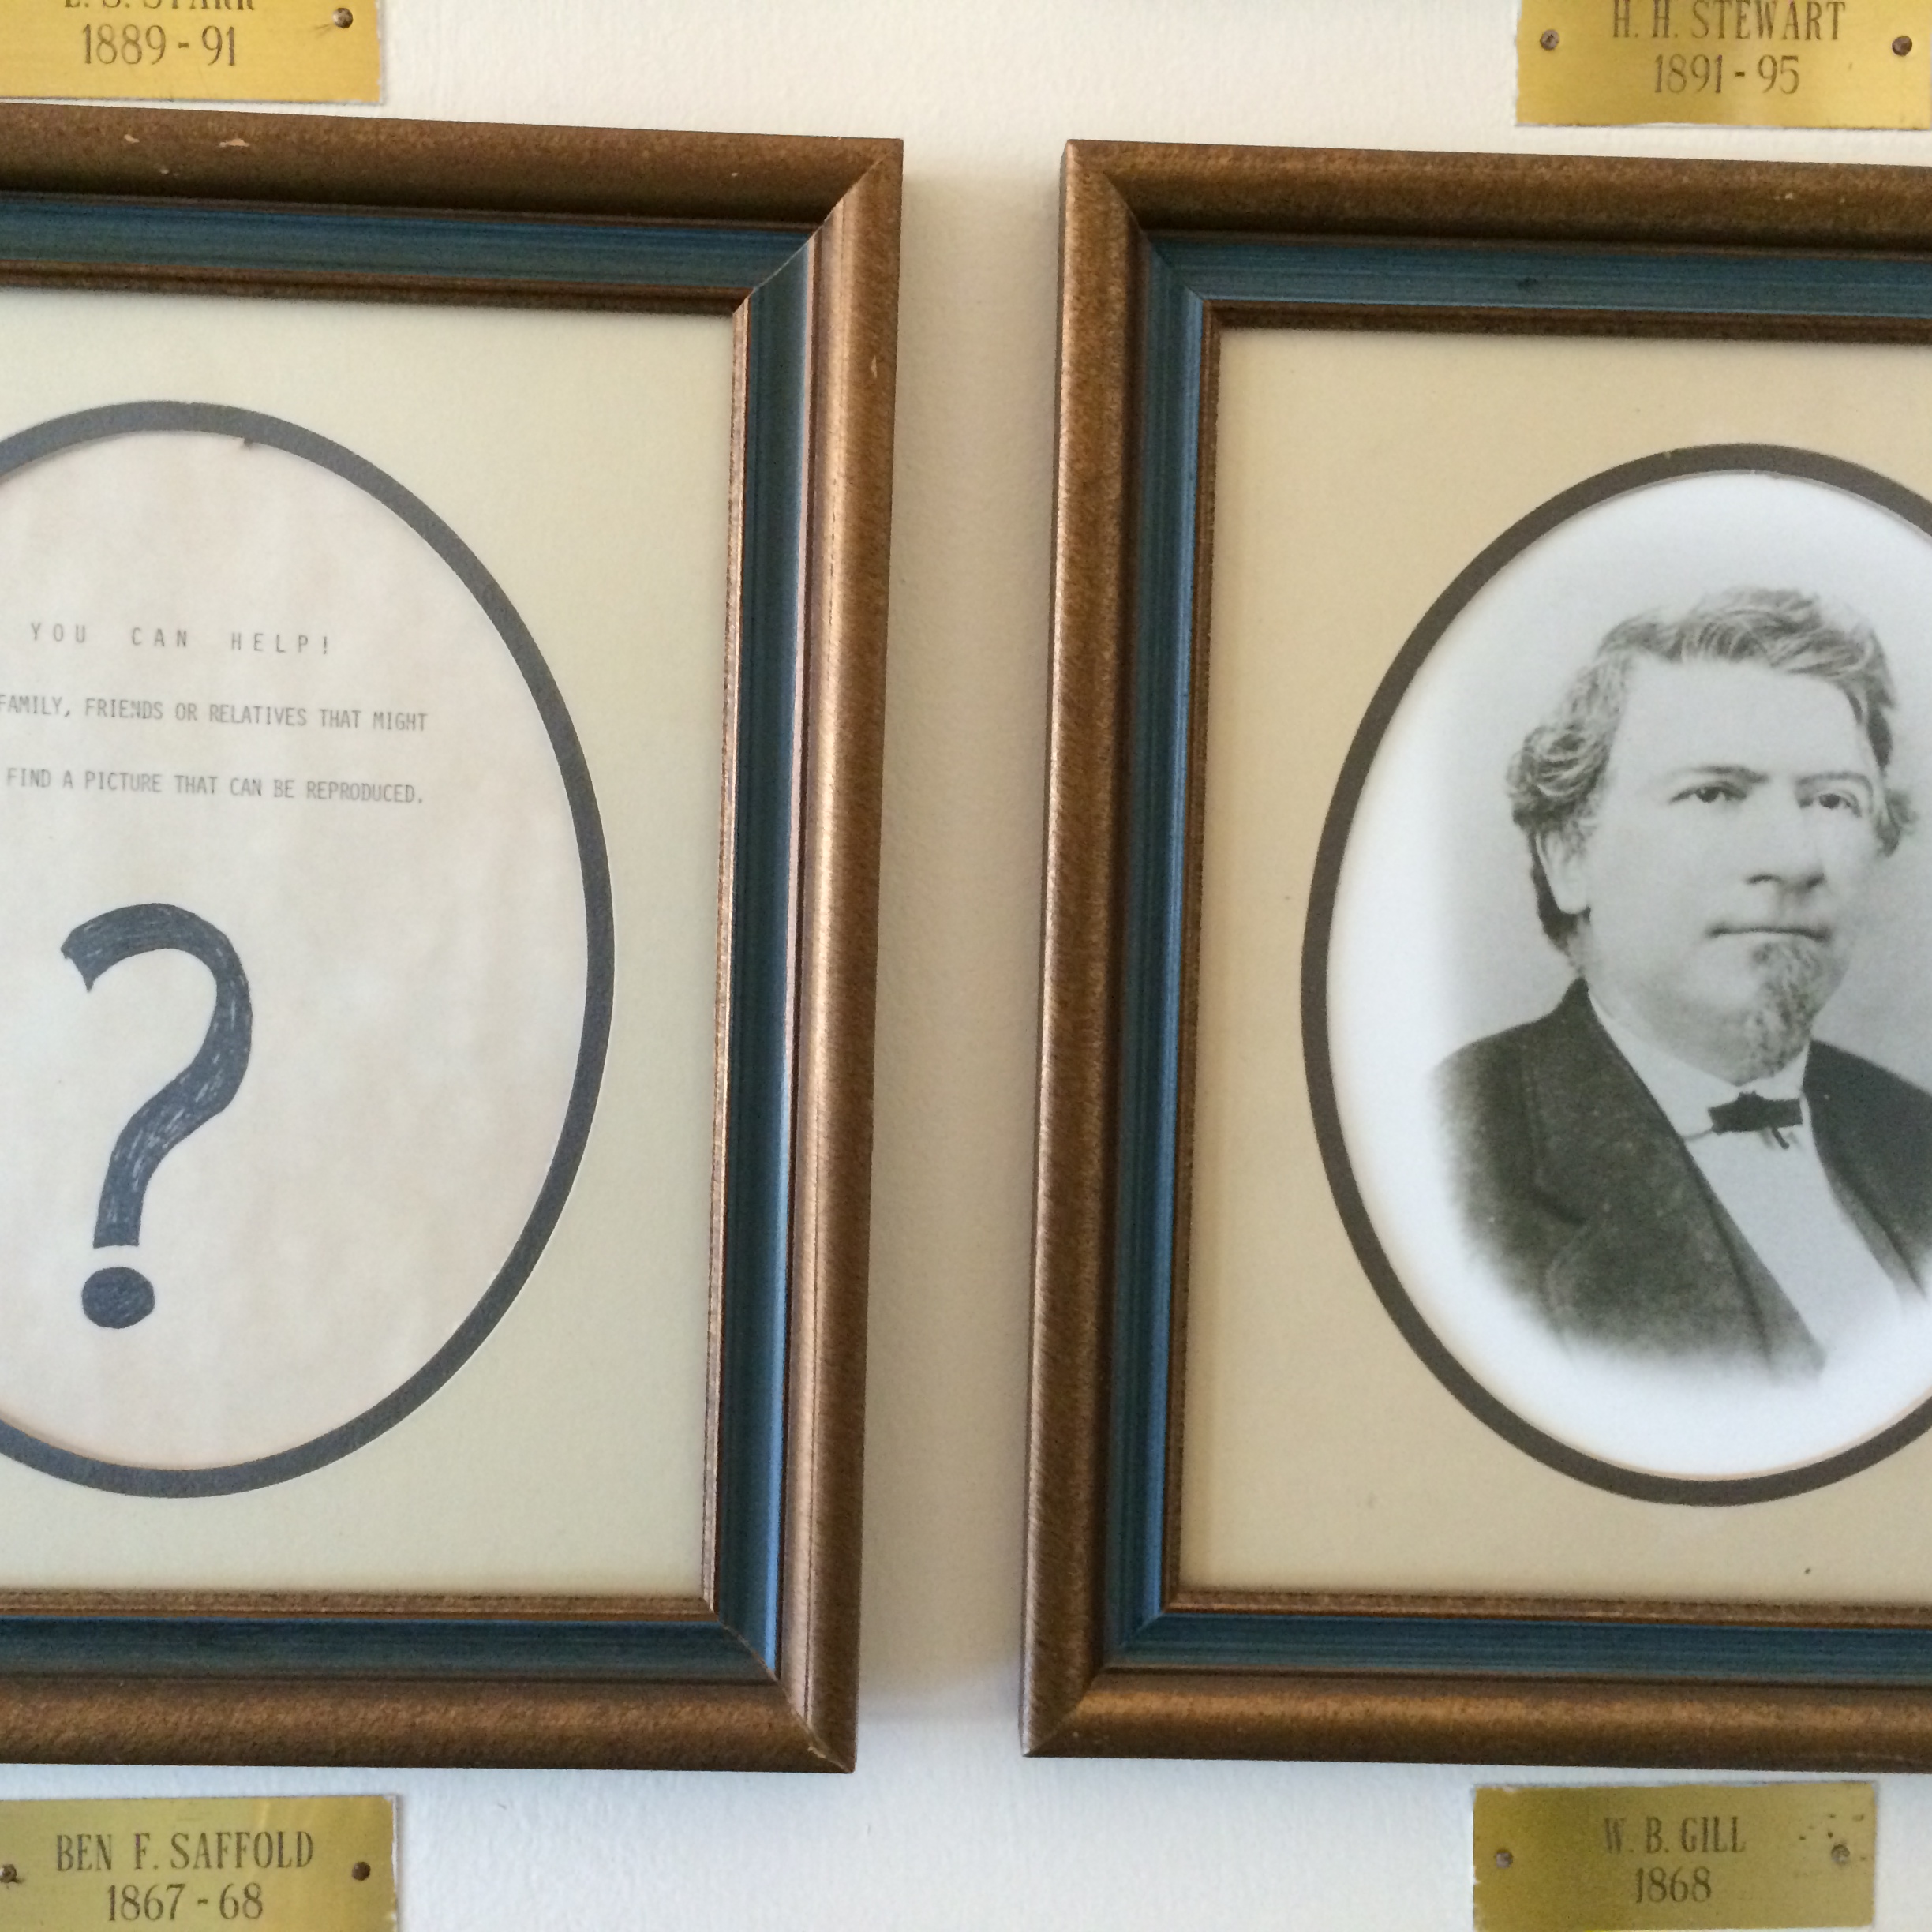 1889-91
H. H. STEWART
1891-95
YOU CAN HELP!
FAMILY, FRIENDS OR RELATIVES THAT MIGHT
FIND A PICTURE THAT CAN BE REPRODUCED.
BEN F. SAFFOLD
1867-68
W. B. GILL
1868